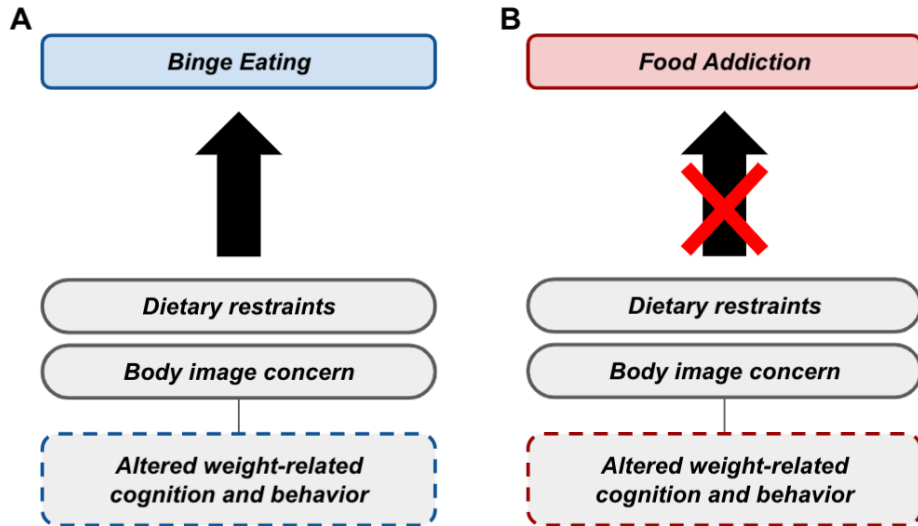 A
Binge Eating
Dietary restraints
Body image concern
Altered weight-related
cognition and behavior
B
Food Addiction
Dietary restraints
Body image concern
Altered weight-related
cognition and behavior